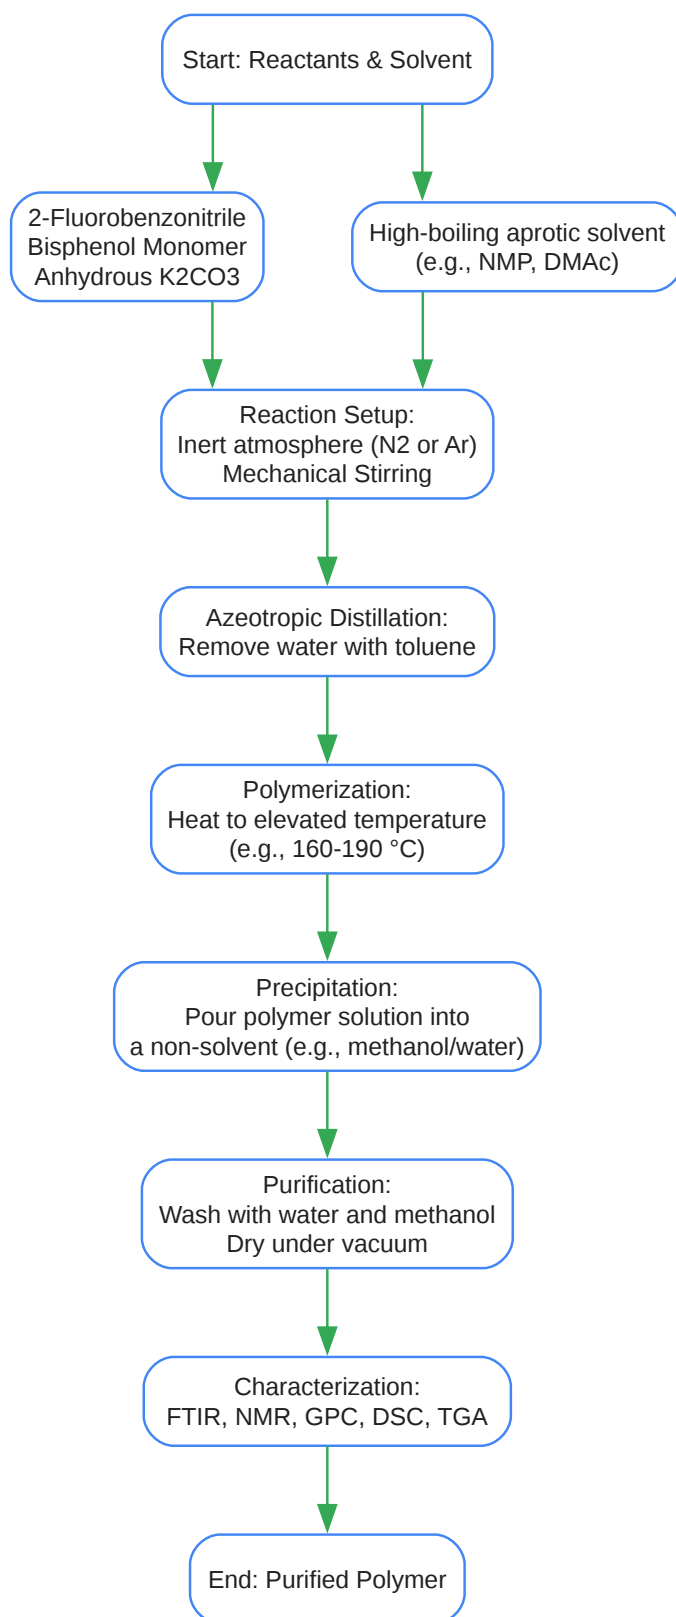 Start: Reactants & Solvent
2-Fluorobenzonitrile
Bisphenol Monomer
Anhydrous K2CO3
High-boiling aprotic solvent
(e.g., NMP, DMAc)
Reaction Setup:
Inert atmosphere (N2 or Ar)
Mechanical Stirring
Azeotropic Distillation:
Remove water with toluene
Polymerization:
Heat to elevated temperature
(e.g., 160-190 °C)
Precipitation:
Pour polymer solution into
a non-solvent (e.g., methanol/water)
Purification:
Wash with water and methanol
Dry under vacuum
Characterization:
FTIR, NMR, GPC, DSC, TGA
End: Purified Polymer